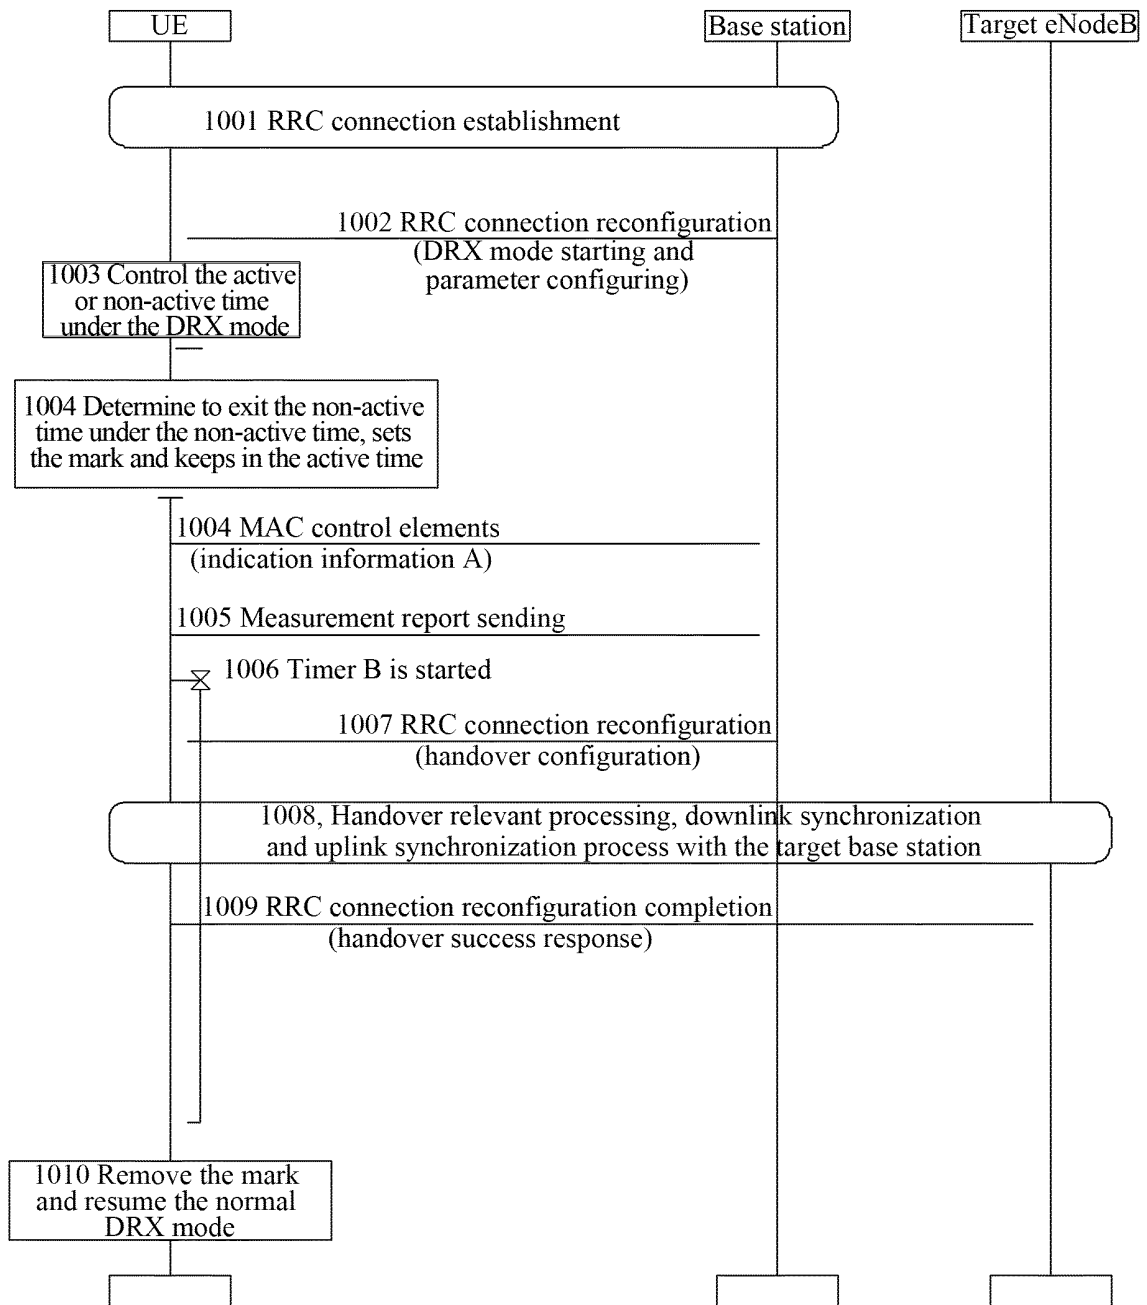 UE
Base station
Target eNodeB
1001 RRC connection establishment
1002 RRC connection reconfiguration
(DRX mode starting and
parameter configuring)
1003 Control the active
or non-active time
under the DRX mode
1004 Determine to exit the non-active
time under the non-active time, sets
the mark and keeps in the active time
1004 MAC control elements
(indication information A)
1005 Measurement report sending
1006 Timer B is started
1007 RRC connection reconfiguration
(handover configuration)
1008, Handover relevant processing, downlink synchronization
and uplink synchronization process with the target base station
1009 RRC connection reconfiguration completion
(handover success response)
1010 Remove the mark
and resume the normal
DRX mode